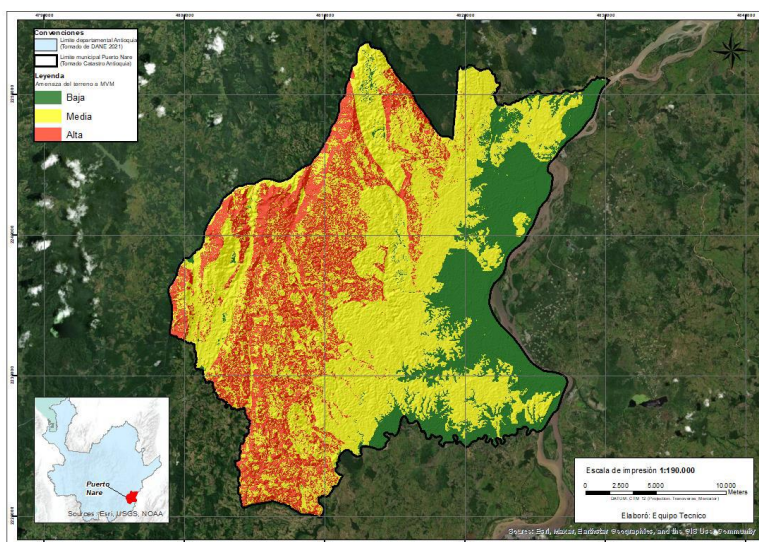 Convenciones
Limite departamental Antioquia
(Tomado de DANE 2021)
Limite municipal Puerto Nare
(Tomado Catastro Antioquia)
Leyenda
Amenaza del terreno a MVM
Baja
Media
Alta
Puerto
Nare
Sources: Esri, USGS, NOAA
Escala de impresión 1:190.000
0 2.500 5.000 10.000
Meters
Elaboró: Equipo Tecnico
Source: Esri, Maxar, Earthstar Geographics, and the GIS User Community